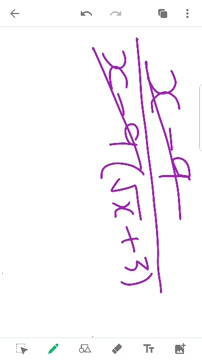 x - 9
x - 9 (√x + 3)